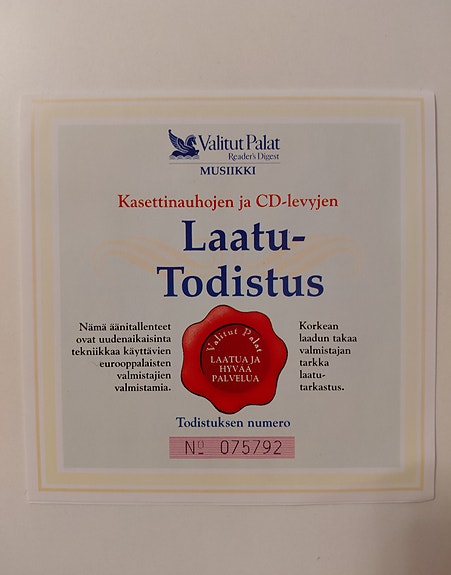 Valitut Palat
Reader's Digest
MUSIIKKI
Kasettinauhojen ja CD-levyjen
Laatu-
Todistus
Nämä äänitallenteet
ovat uudenaikaisinta
tekniikkaa käyttävien
eurooppalaisten
valmistajien
valmistamia.
Valitut Palat
LAATUA JA
HYVÄÄ
PALVELUA
Korkean
laadun takaa
valmistajan
tarkka
laatu-
tarkastus.
Todistuksen numero
Nº 075792